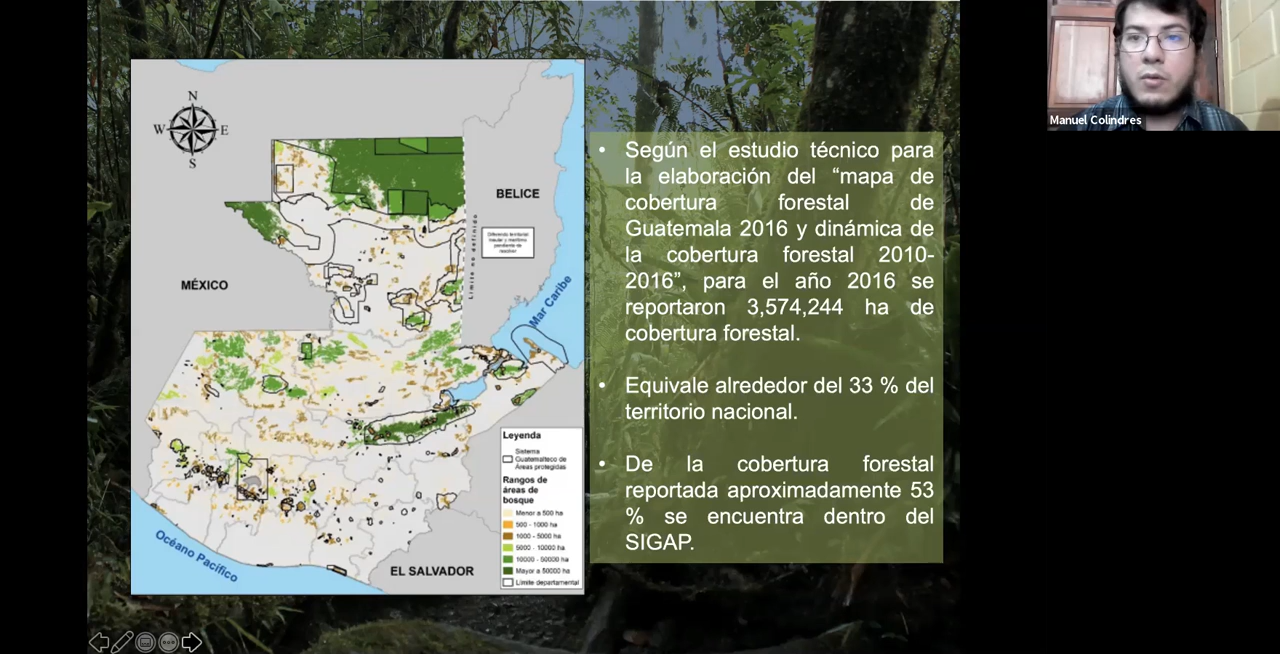 Manuel Colindres
N
W
E
S
BELICE
Diferendo territorial
insular y marítimo
pendiente de
resolver
Límite no definido
MÉXICO
Mar Caribe
Océano Pacífico
EL SALVADOR
Leyenda
Sistema
Guatemalteco de
Áreas protegidas
Rangos de
áreas de
bosque
Menor a 500 ha
500 - 1000 ha
1000 - 5000 ha
5000 - 10000 ha
10000 - 50000 ha
Mayor a 50000 ha
Límite departamental
• Según el estudio técnico para
la elaboración del “mapa de
cobertura forestal de
Guatemala 2016 y dinámica de
la cobertura forestal 2010-
2016”, para el año 2016 se
reportaron 3,574,244 ha de
cobertura forestal.
• Equivale alrededor del 33 % del
territorio nacional.
• De la cobertura forestal
reportada aproximadamente 53
% se encuentra dentro del
SIGAP.